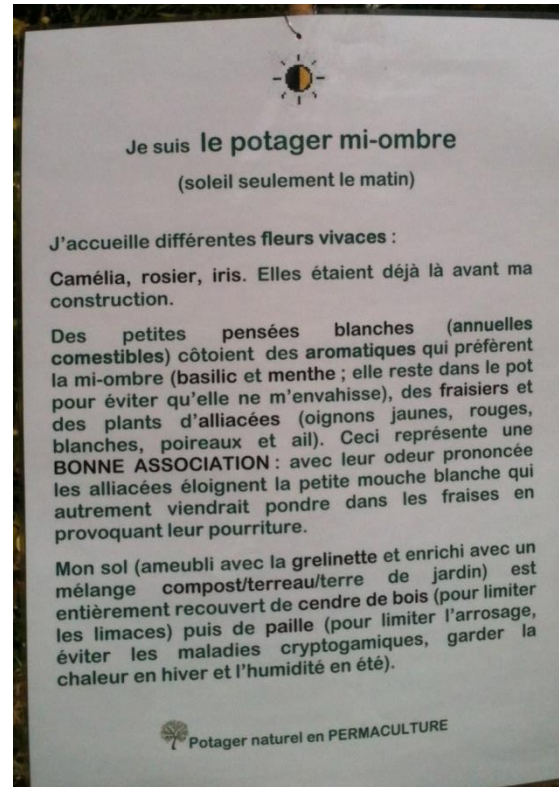 Je suis le potager mi-ombre
(soleil seulement le matin)
J'accueille différentes fleurs vivaces :
Camélia, rosier, iris. Elles étaient déjà là avant ma
construction.
Des petites pensées blanches (annuelles
comestibles) côtoient des aromatiques qui préfèrent
la mi-ombre (basilic et menthe ; elle reste dans le pot
pour éviter qu'elle ne m'envahisse), des fraisiers et
des plants d'alliacées (oignons jaunes, rouges,
blanches, poireaux et ail). Ceci représente une
BONNE ASSOCIATION : avec leur odeur prononcée
les alliacées éloignent la petite mouche blanche qui
autrement viendrait pondre dans les fraises en
provoquant leur pourriture.
Mon sol (ameubli avec la grelinette et enrichi avec un
mélange compost/terreau/terre de jardin) est
entièrement recouvert de cendre de bois (pour limiter
les limaces) puis de paille (pour limiter l'arrosage,
éviter les maladies cryptogamiques, garder la
chaleur en hiver et l'humidité en été).
Potager naturel en PERMACULTURE